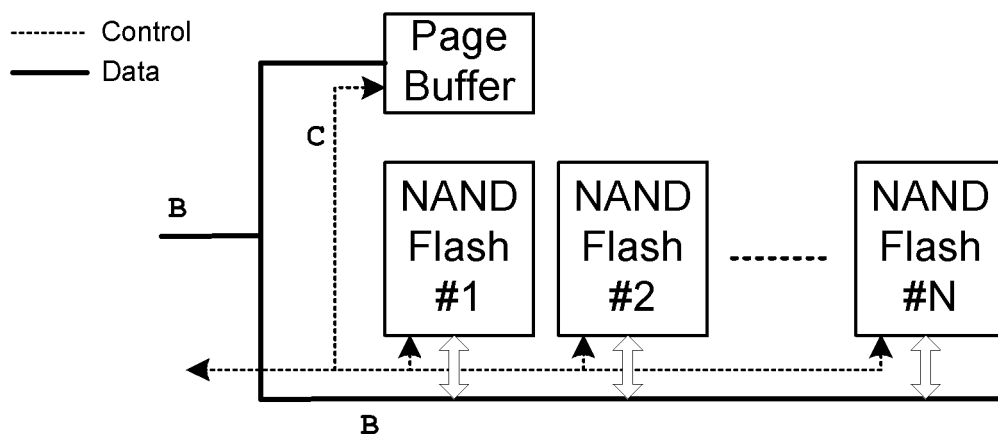 Control
Data
Page
Buffer
C
B
NAND
Flash
#1
NAND
Flash
#2
NAND
Flash
#N
B